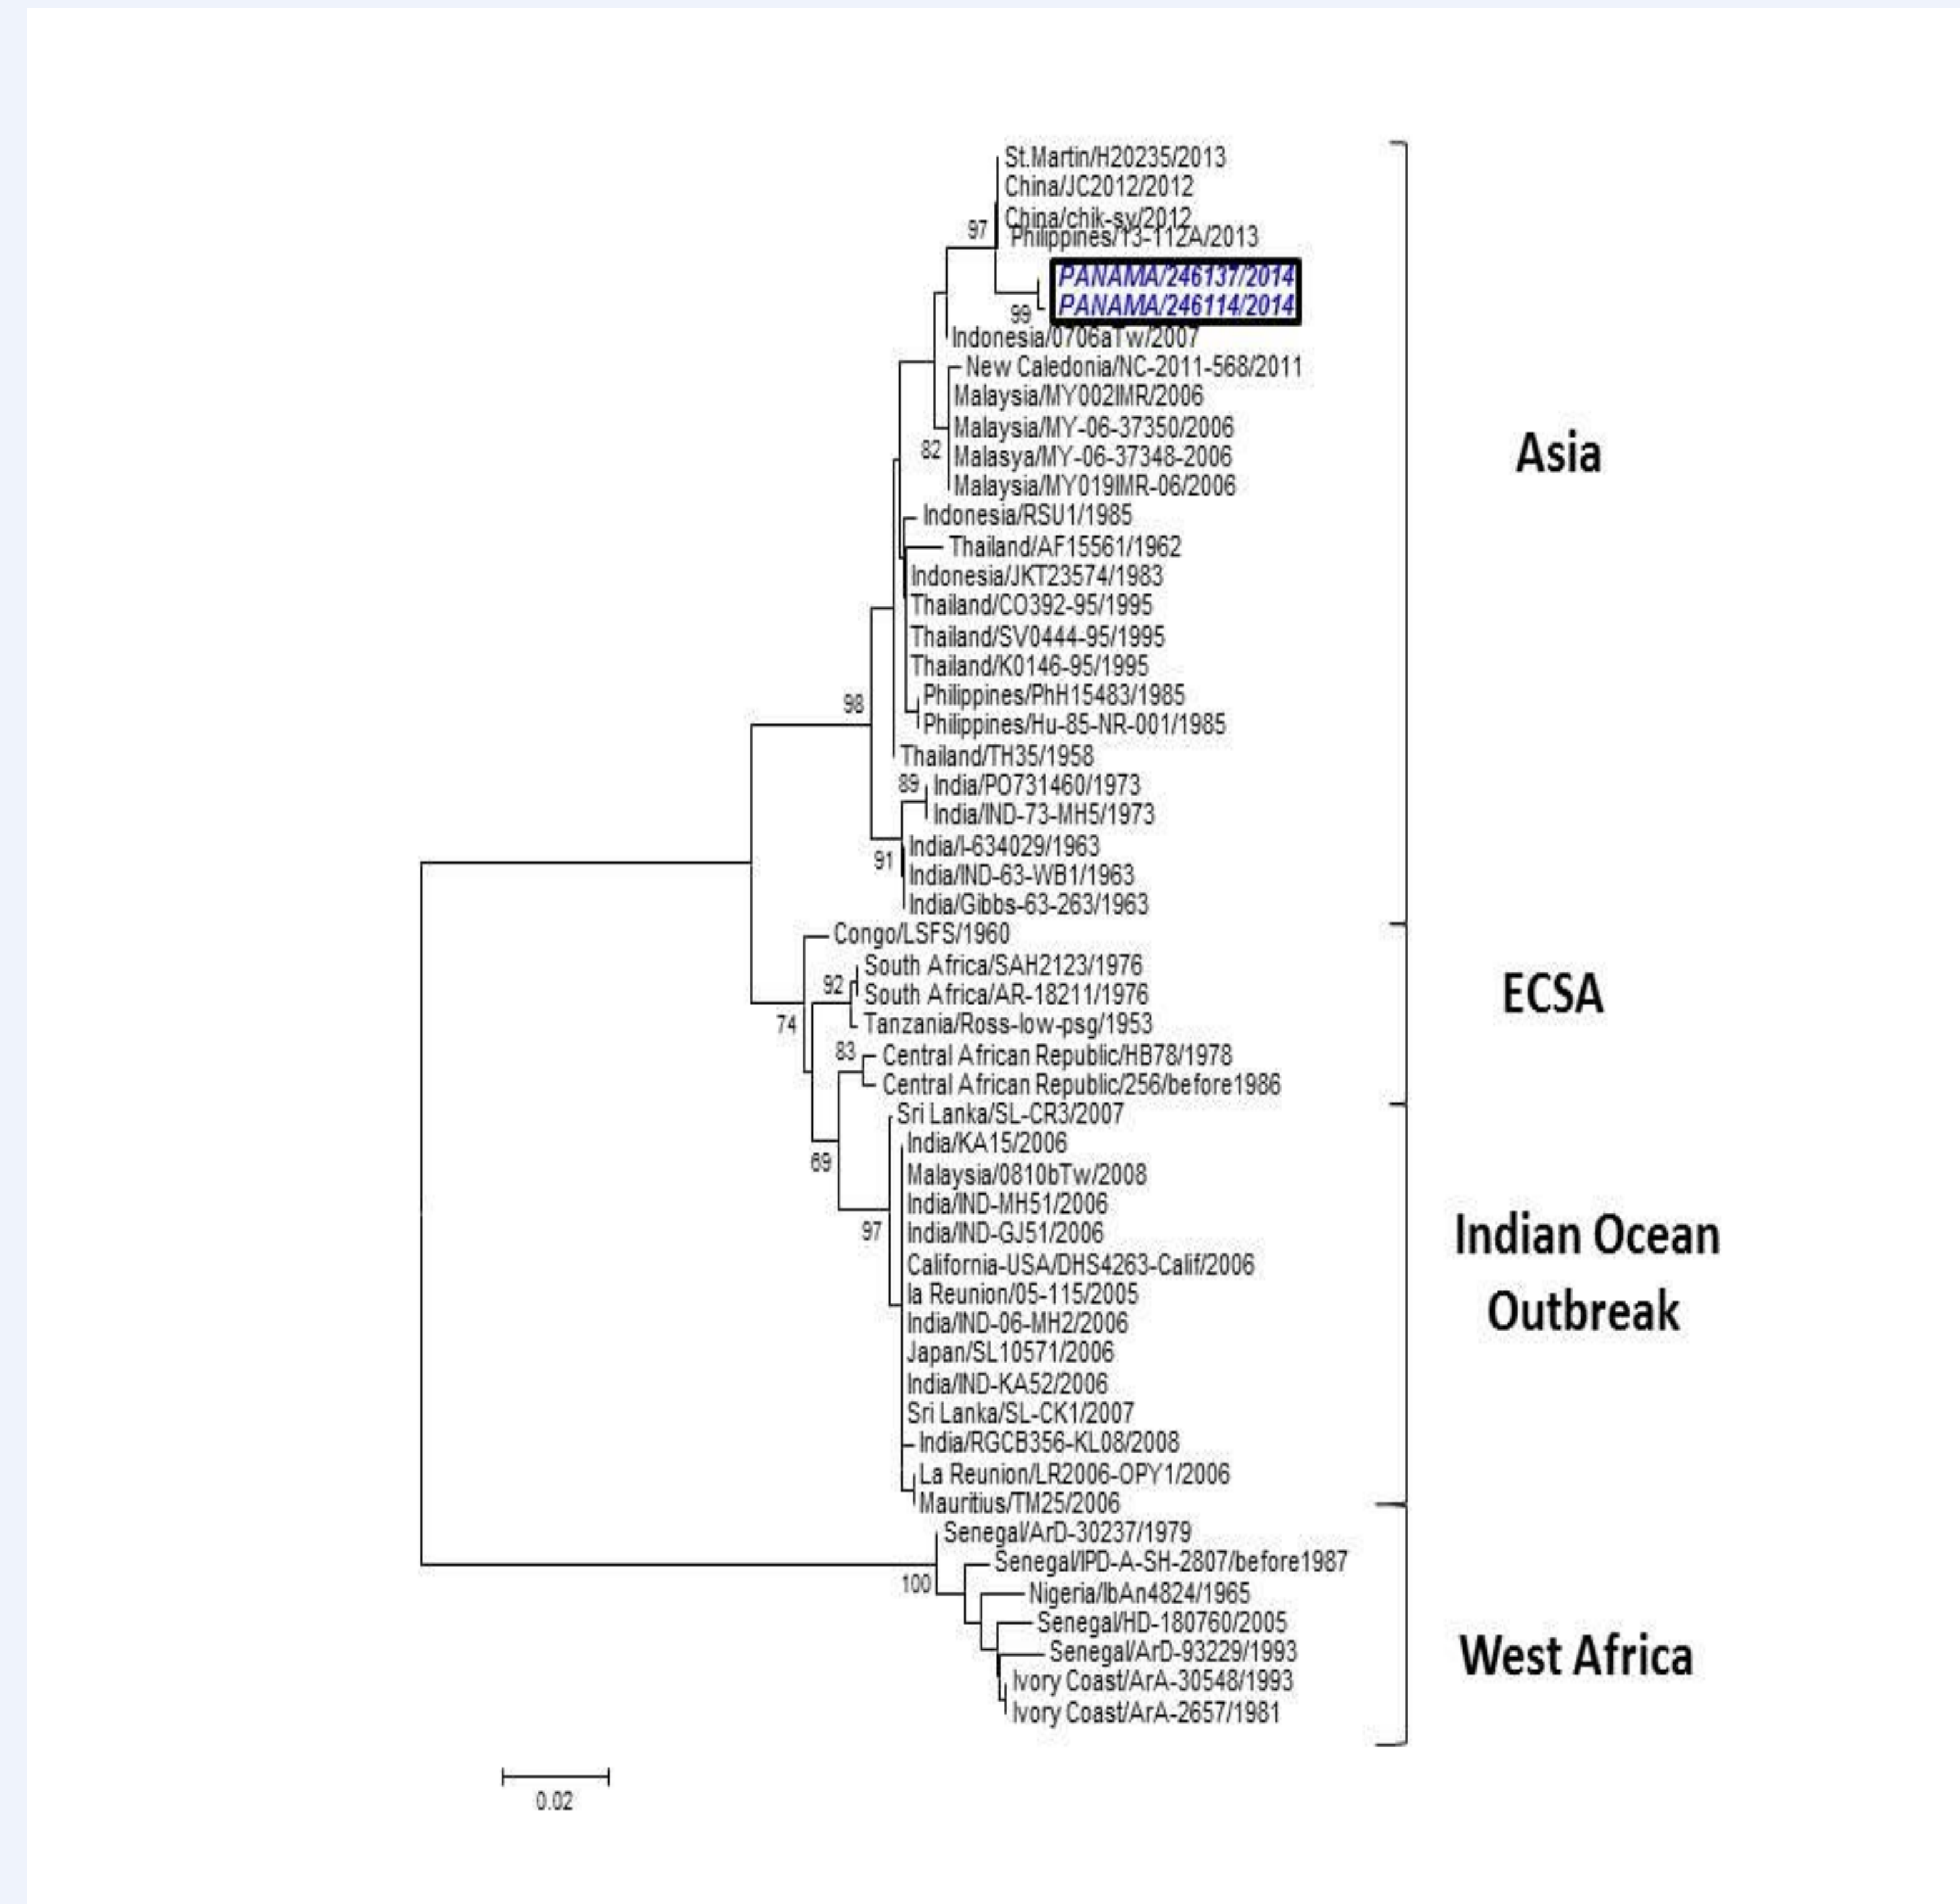 St.Martin/H20235/2013
China/JC2012/2012
China/chik-sy/2012
97
Philippines/13-112A/2013
PANAMA/246137/2014
PANAMA/246114/2014
99
Indonesia/0706aTw/2007
New Caledonia/NC-2011-568/2011
Malaysia/MY002IMR/2006
Malaysia/MY-06-37350/2006
82
Malasya/MY-06-37348-2006
Malaysia/MY019IMR-06/2006
Asia
Indonesia/RSU1/1985
Thailand/AF15561/1962
Indonesia/JKT23574/1983
Thailand/CO392-95/1995
Thailand/SV0444-95/1995
Thailand/K0146-95/1995
98
Philippines/PhH15483/1985
Philippines/Hu-85-NR-001/1985
Thailand/TH35/1958
89
India/PO731460/1973
India/IND-73-MH5/1973
India/I-634029/1963
91
India/IND-63-WB1/1963
India/Gibbs-63-263/1963
Congo/LSFS/1960
South Africa/SAH2123/1976
92
South Africa/AR-18211/1976
ECSA
74
Tanzania/Ross-low-psg/1953
83
Central African Republic/HB78/1978
Central African Republic/256/before1986
Sri Lanka/SL-CR3/2007
India/KA15/2006
69
Malaysia/0810bTw/2008
India/IND-MH51/2006
97
India/IND-GJ51/2006
California-USA/DHS4263-Calif/2006
la Reunion/05-115/2005
India/IND-06-MH2/2006
Indian Ocean
Outbreak
Japan/SL10571/2006
India/IND-KA52/2006
Sri Lanka/SL-CK1/2007
India/RGCB356-KL08/2008
La Reunion/LR2006-OPY1/2006
Mauritius/TM25/2006
Senegal/ArD-30237/1979
Senegal/IPD-A-SH-2807/before1987
100
Nigeria/IbAn4824/1965
Senegal/HD-180760/2005
Senegal/ArD-93229/1993
West Africa
Ivory Coast/ArA-30548/1993
Ivory Coast/ArA-2657/1981
0.02